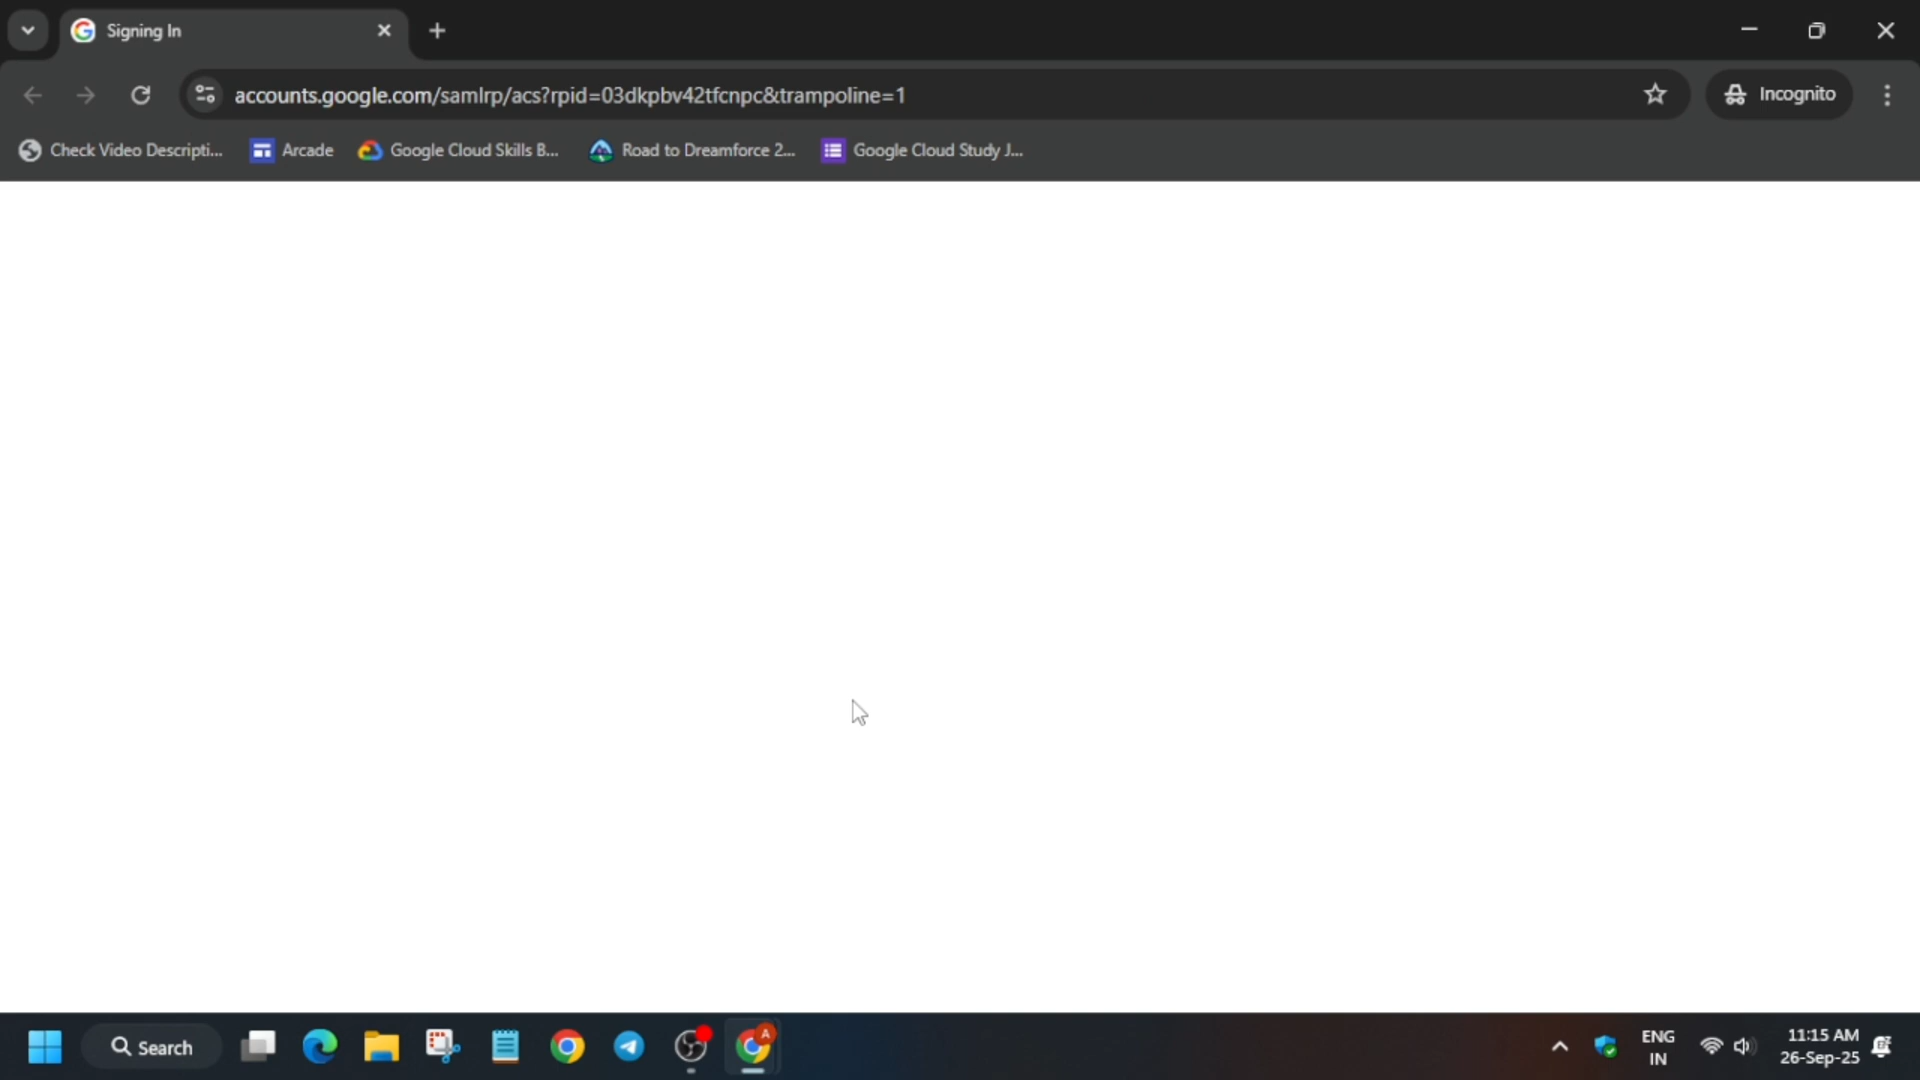 Signing In
accounts.google.com/samlrp/acs?rpid=03dkpbv42tfcnpc&trampoline=1
Incognito
Check Video Descripti...
Arcade
Google Cloud Skills B...
Road to Dreamforce 2...
Google Cloud Study J...
Search
A
ENG
IN
11:15 AM
26-Sep-25